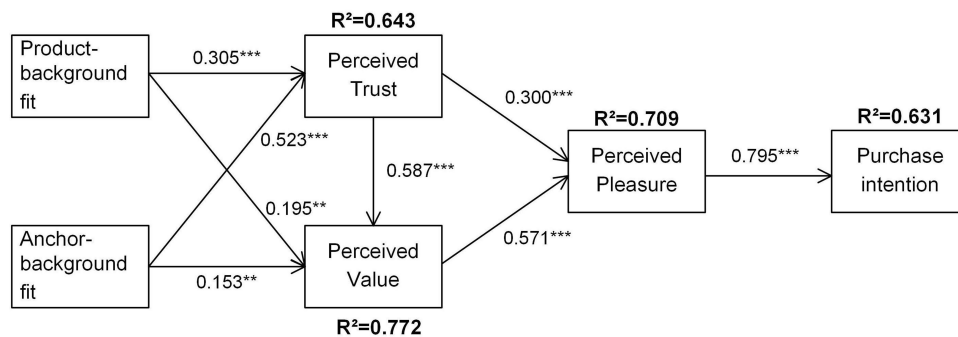 R²=0.643
Product-
background
fit
0.305***
Perceived
Trust
0.300***
0.523***
0.587***
R²=0.709
Perceived
Pleasure
0.795***
R²=0.631
Purchase
intention
0.195**
Anchor-
background
fit
0.153**
Perceived
Value
0.571***
R²=0.772